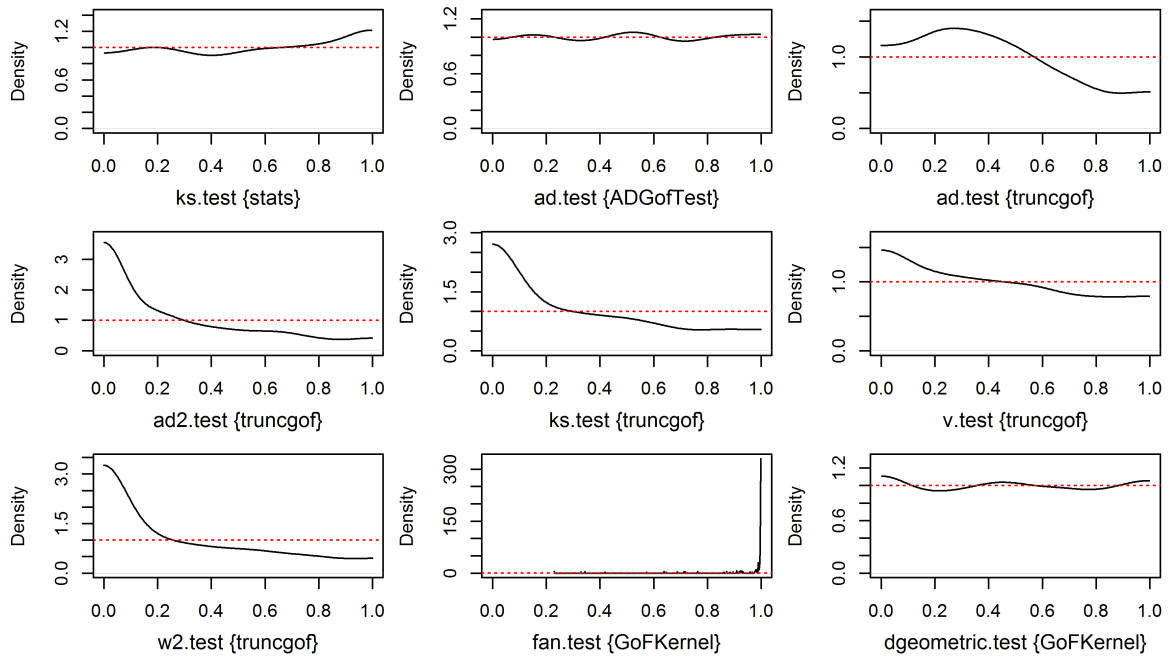 Density
0.0 0.6 1.2
0.0 0.2 0.4 0.6 0.8 1.0
ks.test {stats}
Density
0.0 0.6 1.2
0.0 0.2 0.4 0.6 0.8 1.0
ad.test {ADGofTest}
Density
0.0 1.0
0.0 0.2 0.4 0.6 0.8 1.0
ad.test {truncgof}
Density
0 1 2 3
0.0 0.2 0.4 0.6 0.8 1.0
ad2.test {truncgof}
Density
0.0 1.5 3.0
0.0 0.2 0.4 0.6 0.8 1.0
ks.test {truncgof}
Density
0.0 1.0
0.0 0.2 0.4 0.6 0.8 1.0
v.test {truncgof}
Density
0.0 1.5 3.0
0.0 0.2 0.4 0.6 0.8 1.0
w2.test {truncgof}
Density
0 150 300
0.0 0.2 0.4 0.6 0.8 1.0
fan.test {GoFKernel}
Density
0.0 0.6 1.2
0.0 0.2 0.4 0.6 0.8 1.0
dgeometric.test {GoFKernel}